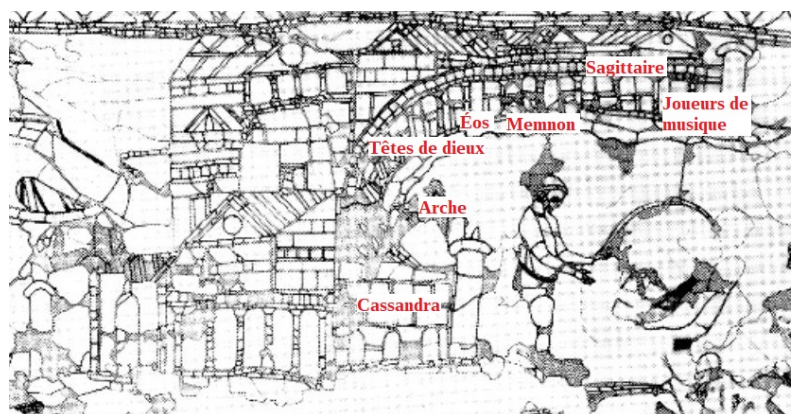 Sagittaire
Joueurs de
musique
Éos
Memnon
Têtes de dieux
Arche
Cassandra